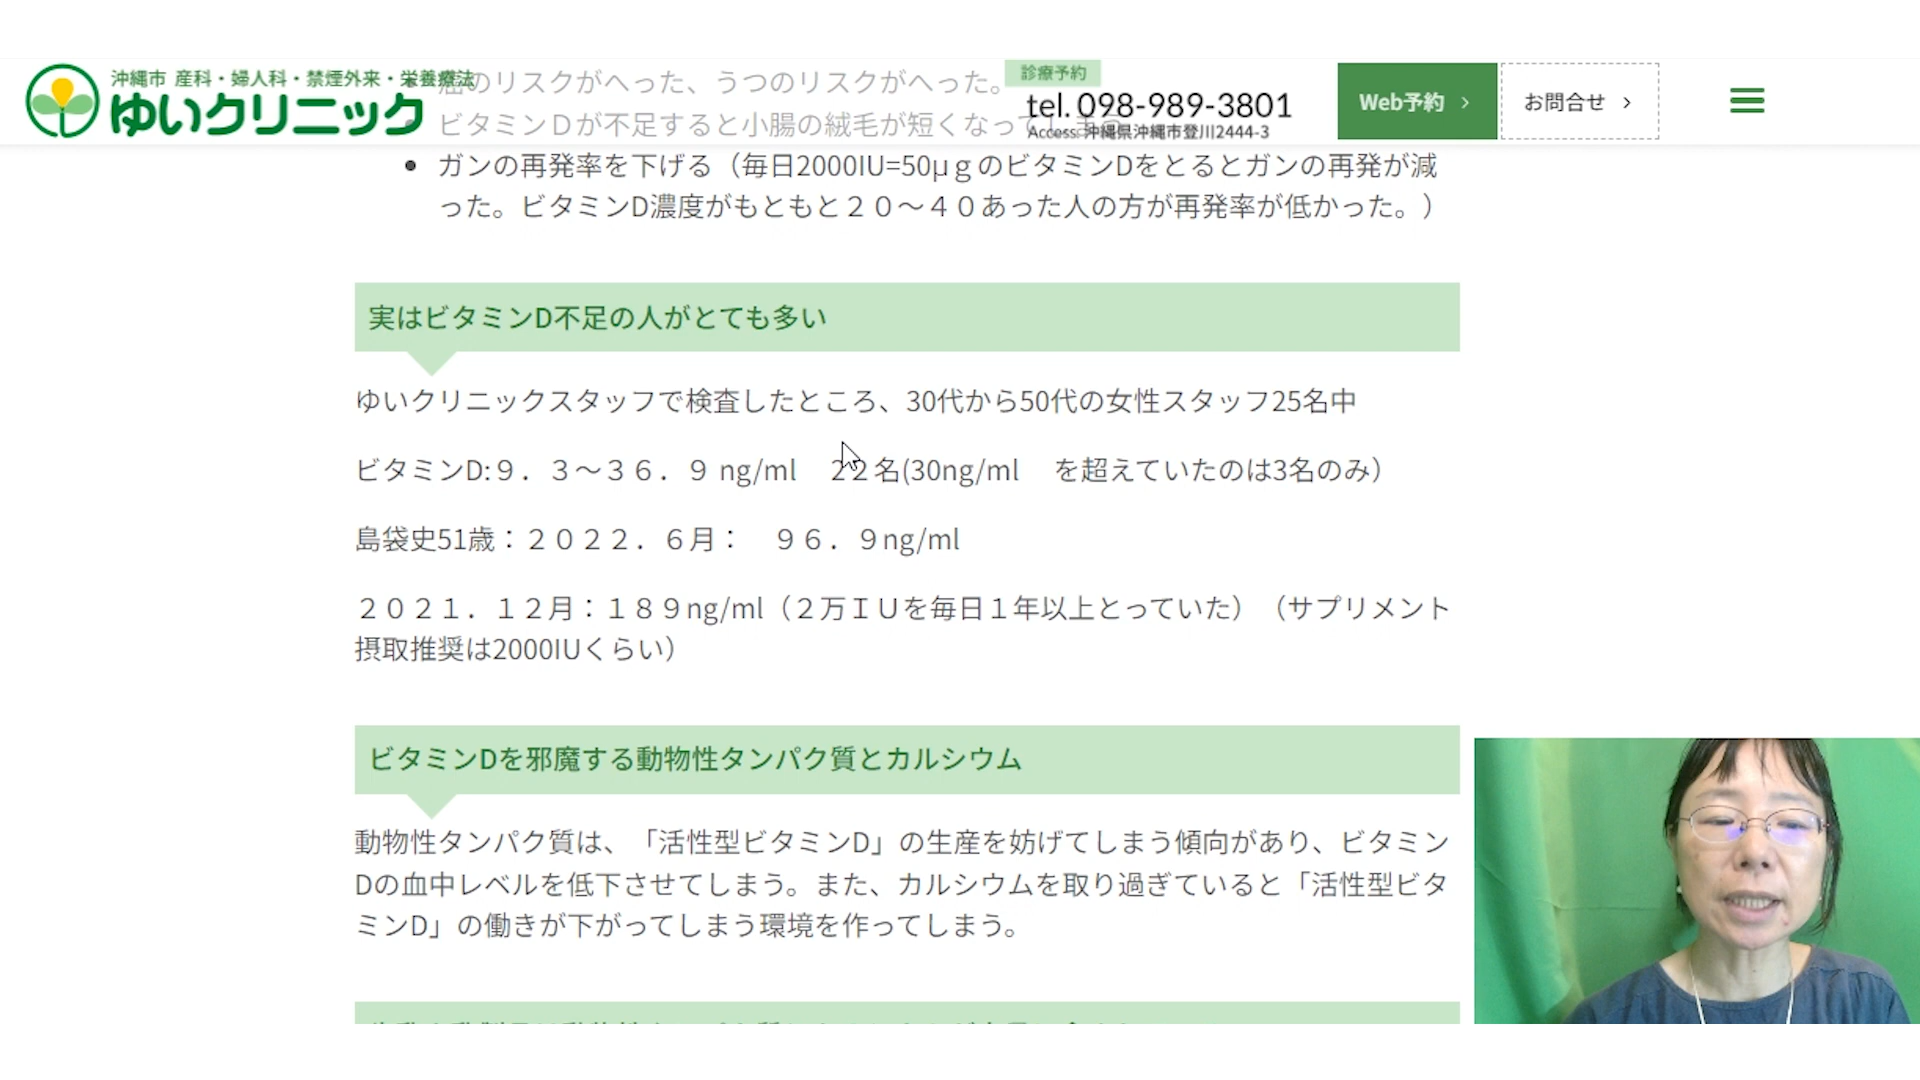 沖縄市 産科・婦人科・禁煙外来・栄養療法
ゆいクリニック
のリスクがへった、うつのリスクがへった。
ビタミンDが不足すると小腸の絨毛が短くなって
診療予約
tel. 098-989-3801
Access. 沖縄県沖縄市登川2444-3
Web予約
お問合せ
• ガンの再発率を下げる（毎日2000IU=50μｇのビタミンDをとるとガンの再発が減
った。ビタミンD濃度がもともと２０～４０あった人の方が再発率が低かった。）
実はビタミンD不足の人がとても多い
ゆいクリニックスタッフで検査したところ、30代から50代の女性スタッフ25名中
ビタミンD:９．３～３６．９ ng/ml　２２名(30ng/ml　を超えていたのは3名のみ）
島袋史51歳：２０２２．６月：　９６．９ng/ml
２０２１．１２月：１８９ng/ml（２万ＩＵを毎日１年以上とっていた）（サプリメント
摂取推奨は2000IUくらい）
ビタミンDを邪魔する動物性タンパク質とカルシウム
動物性タンパク質は、「活性型ビタミンD」の生産を妨げてしまう傾向があり、ビタミン
Dの血中レベルを低下させてしまう。また、カルシウムを取り過ぎていると「活性型ビタ
ミンD」の働きが下がってしまう環境を作ってしまう。